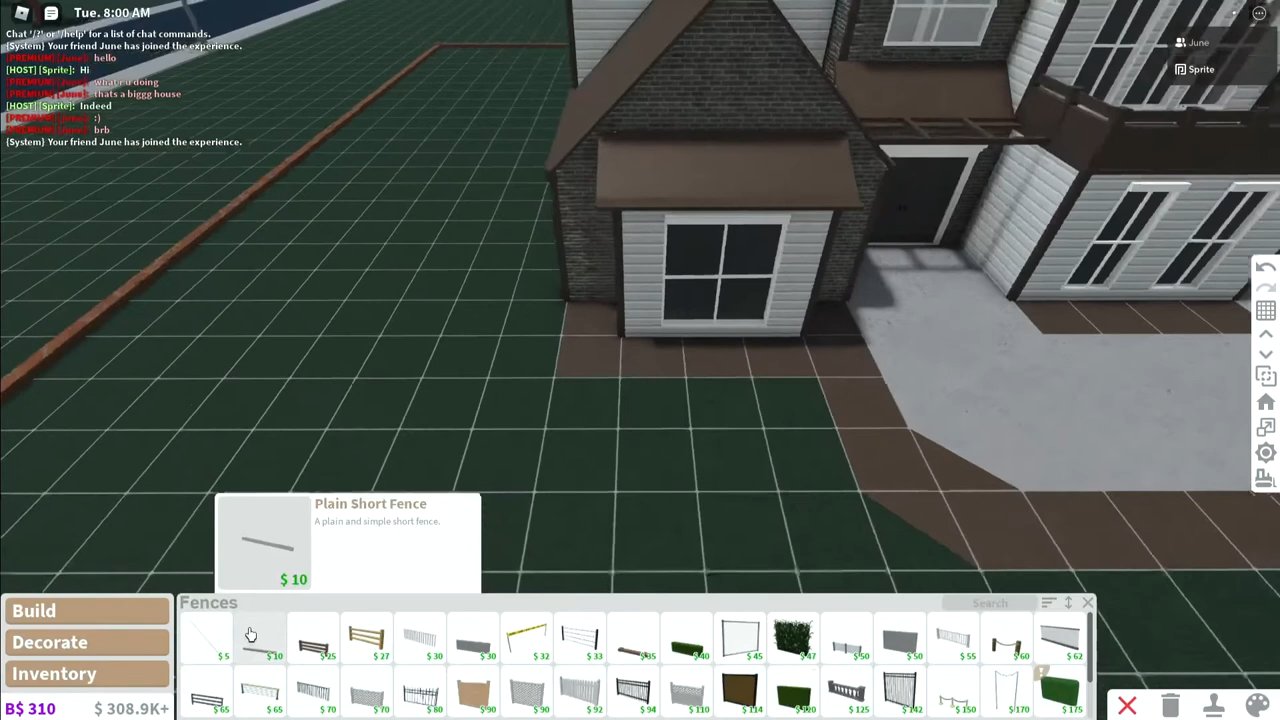 Tue. 8:00 AM
Chat '/?' or '/help' for a list of chat commands.
{System} Your friend June has joined the experience.
[PREMIUM] [June]: hello
[HOST] [Sprite]: Hi
[PREMIUM] [June]: what r u doing
[PREMIUM] [June]: thats a biggg house
[HOST] [Sprite]: Indeed
[PREMIUM] [June]: :)
[PREMIUM] [June]: brb
{System} Your friend June has joined the experience.
June
Sprite
Plain Short Fence
A plain and simple short fence.
$ 10
Build
Decorate
Inventory
B$ 310
$ 308.9K+
Fences
Search
$ 5
$ 10
$ 25
$ 27
$ 30
$ 30
$ 32
$ 33
$ 35
$ 40
$ 45
$ 47
$ 50
$ 50
$ 55
$ 60
$ 62
$ 65
$ 65
$ 70
$ 70
$ 80
$ 90
$ 90
$ 92
$ 94
$ 110
$ 114
$ 120
$ 125
$ 142
$ 150
$ 170
$ 175